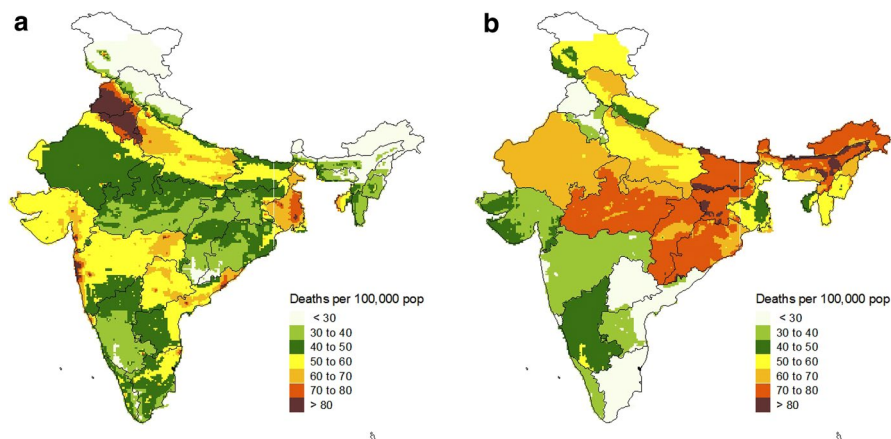 a
b
Deaths per 100,000 pop
< 30
30 to 40
40 to 50
50 to 60
60 to 70
70 to 80
> 80
Deaths per 100,000 pop
< 30
30 to 40
40 to 50
50 to 60
60 to 70
70 to 80
> 80